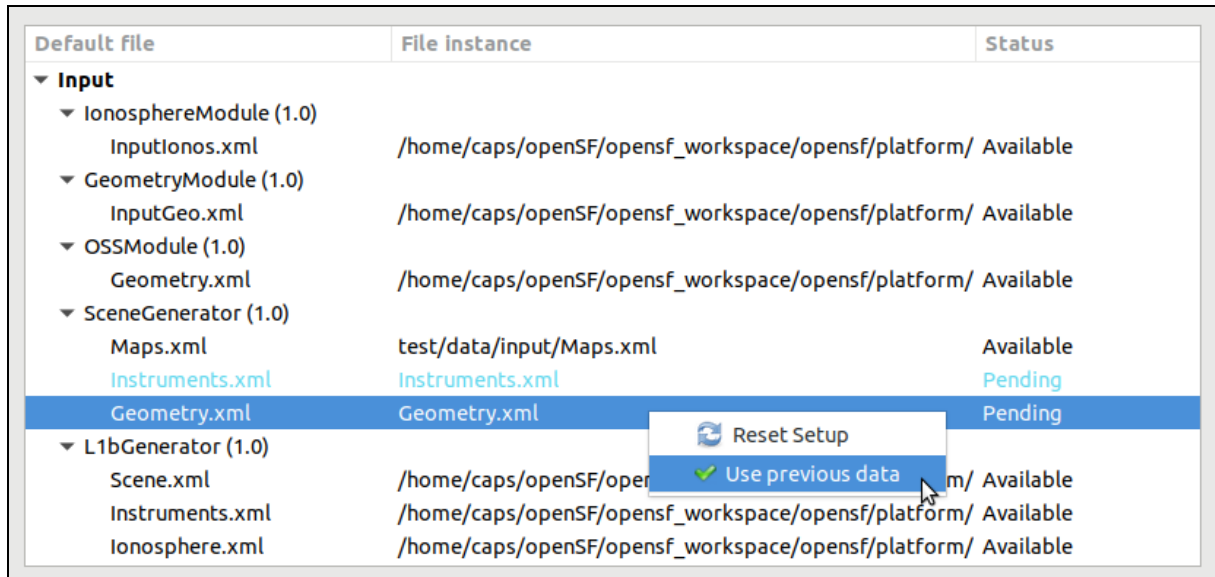 Default file File instance Status
Input
IonosphereModule (1.0)
InputIonos.xml /home/caps/openSF/opensf_workspace/opensf/platform/ Available
GeometryModule (1.0)
InputGeo.xml /home/caps/openSF/opensf_workspace/opensf/platform/ Available
OSSModule (1.0)
Geometry.xml /home/caps/openSF/opensf_workspace/opensf/platform/ Available
SceneGenerator (1.0)
Maps.xml test/data/input/Maps.xml Available
Instruments.xml Instruments.xml Pending
Geometry.xml Geometry.xml Pending
Reset Setup
L1bGenerator (1.0)
Use previous data
Scene.xml /home/caps/openSF/oper m/ Available
Instruments.xml /home/caps/openSF/opensf_workspace/opensf/platform/ Available
Ionosphere.xml /home/caps/openSF/opensf_workspace/opensf/platform/ Available